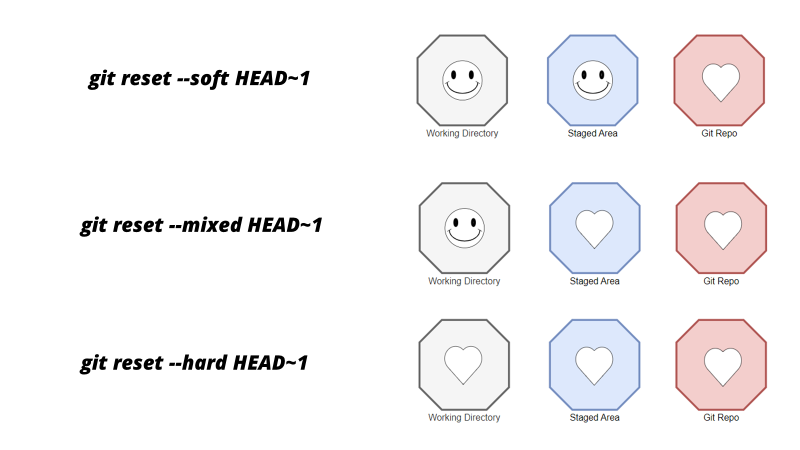 git reset --soft HEAD~1
Working Directory
Staged Area
Git Repo
git reset --mixed HEAD~1
Working Directory
Staged Area
Git Repo
git reset --hard HEAD~1
Working Directory
Staged Area
Git Repo